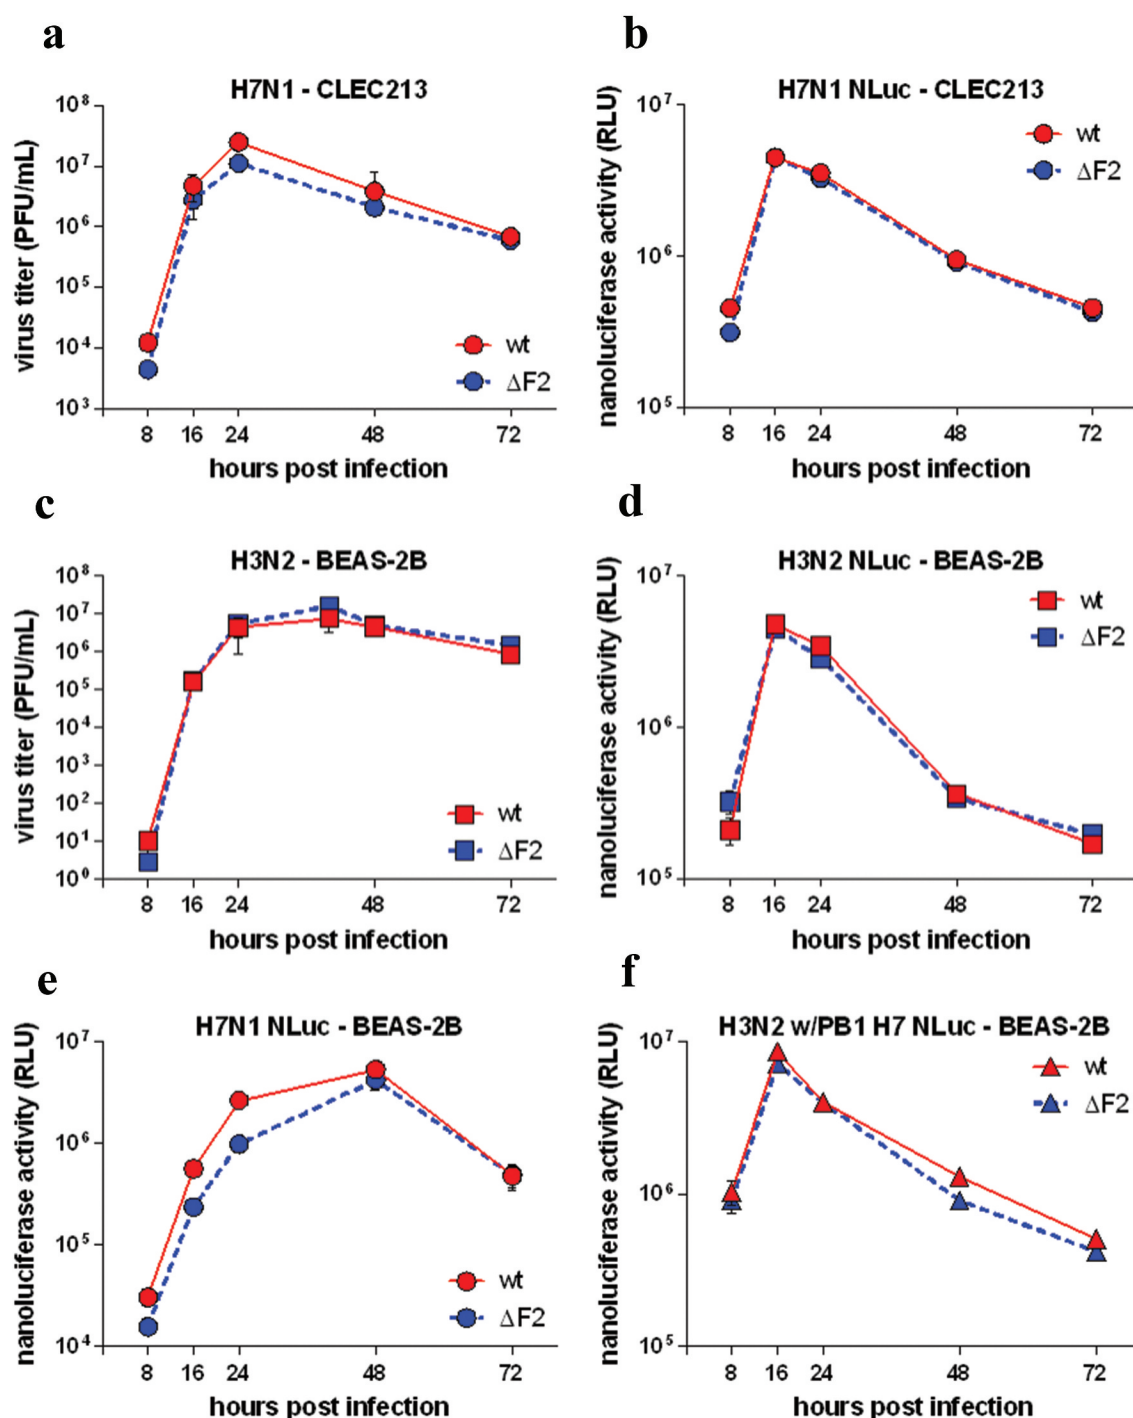 a
H7N1 - CLEC213
virus titer (PFU/mL)
10⁸
10⁷
10⁶
10⁵
10⁴
10³
wt
ΔF2
8 16 24 48 72
hours post infection
b
H7N1 NLuc - CLEC213
nanoluciferase activity (RLU)
10⁷
10⁶
10⁵
wt
ΔF2
8 16 24 48 72
hours post infection
c
H3N2 - BEAS-2B
virus titer (PFU/mL)
10⁸
10⁷
10⁶
10⁵
10⁴
10³
10²
10¹
10⁰
wt
ΔF2
8 16 24 48 72
hours post infection
d
H3N2 NLuc - BEAS-2B
nanoluciferase activity (RLU)
10⁷
10⁶
10⁵
wt
ΔF2
8 16 24 48 72
hours post infection
e
H7N1 NLuc - BEAS-2B
nanoluciferase activity (RLU)
10⁷
10⁶
10⁵
10⁴
wt
ΔF2
8 16 24 48 72
hours post infection
f
H3N2 w/PB1 H7 NLuc - BEAS-2B
nanoluciferase activity (RLU)
10⁷
10⁶
10⁵
wt
ΔF2
8 16 24 48 72
hours post infection